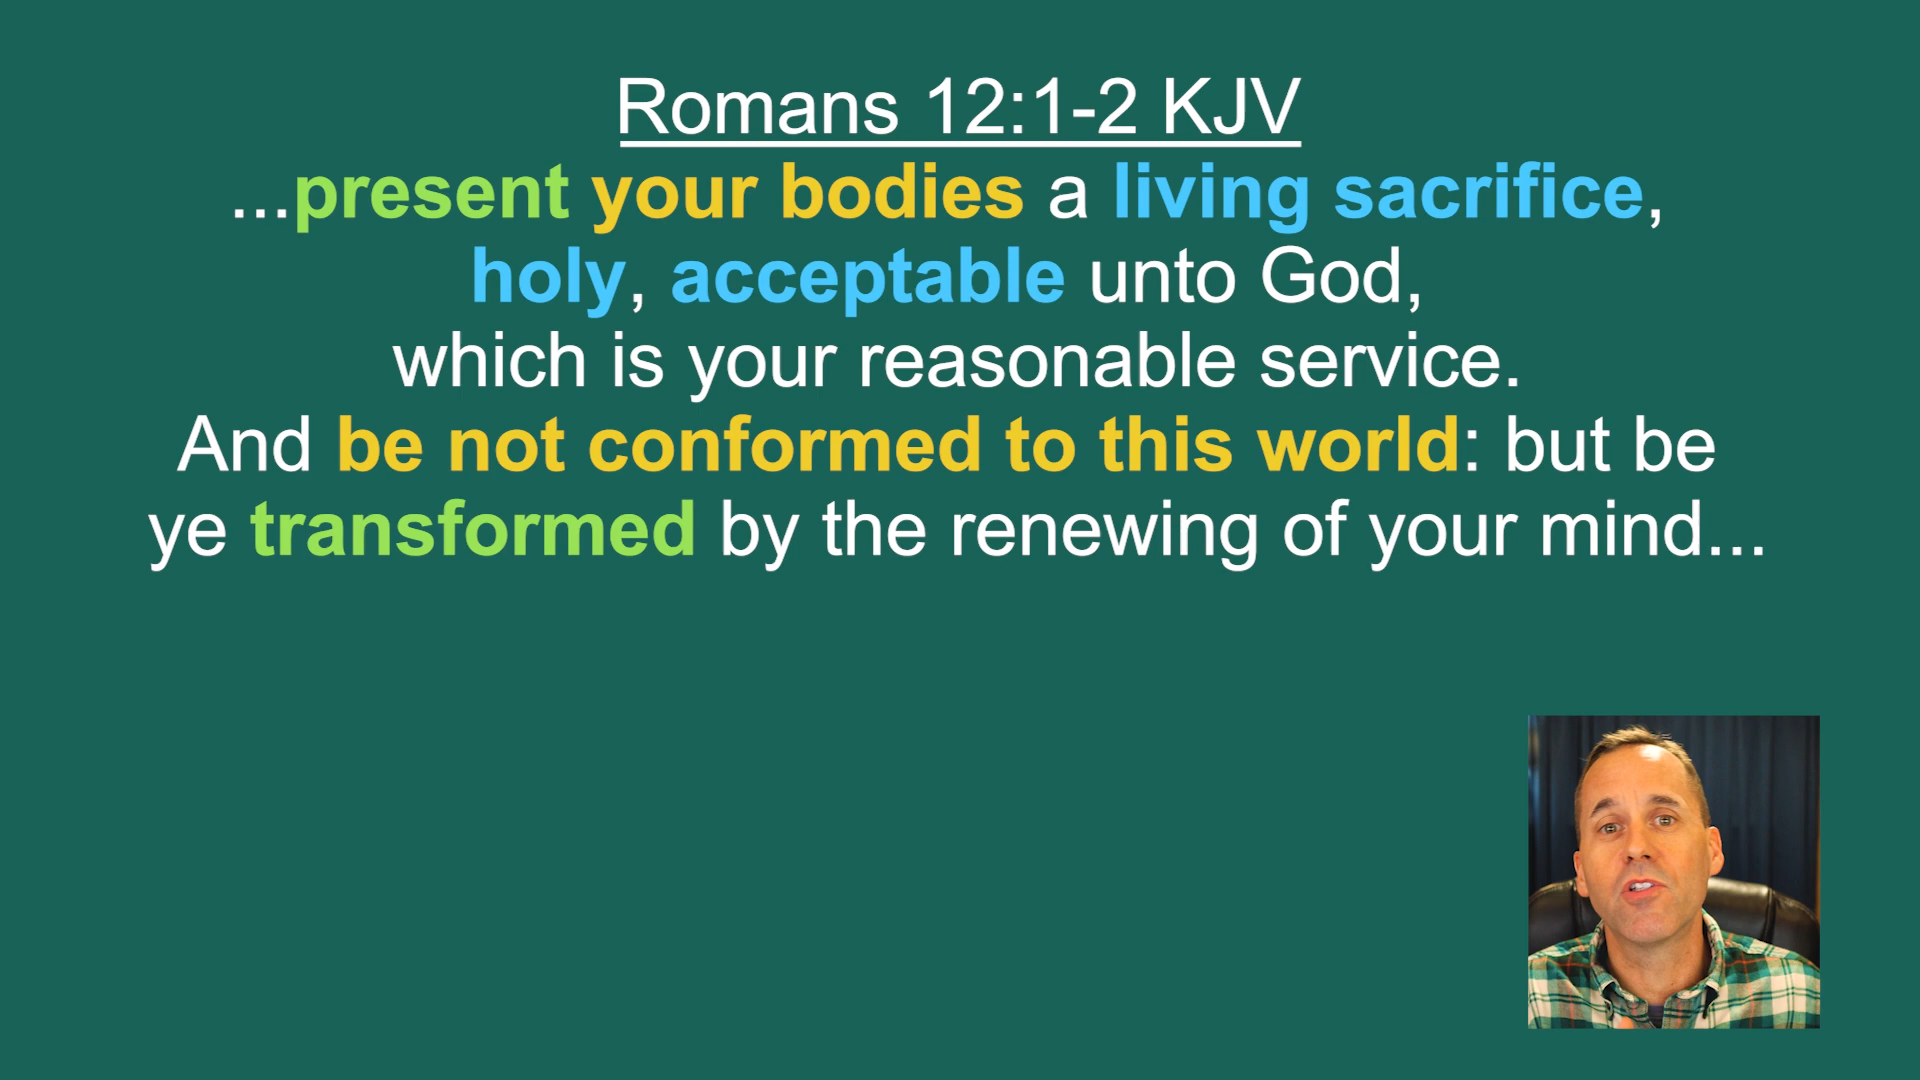 Romans 12:1-2 KJV
...present your bodies a living sacrifice,
holy, acceptable unto God,
which is your reasonable service.
And be not conformed to this world: but be
ye transformed by the renewing of your mind...